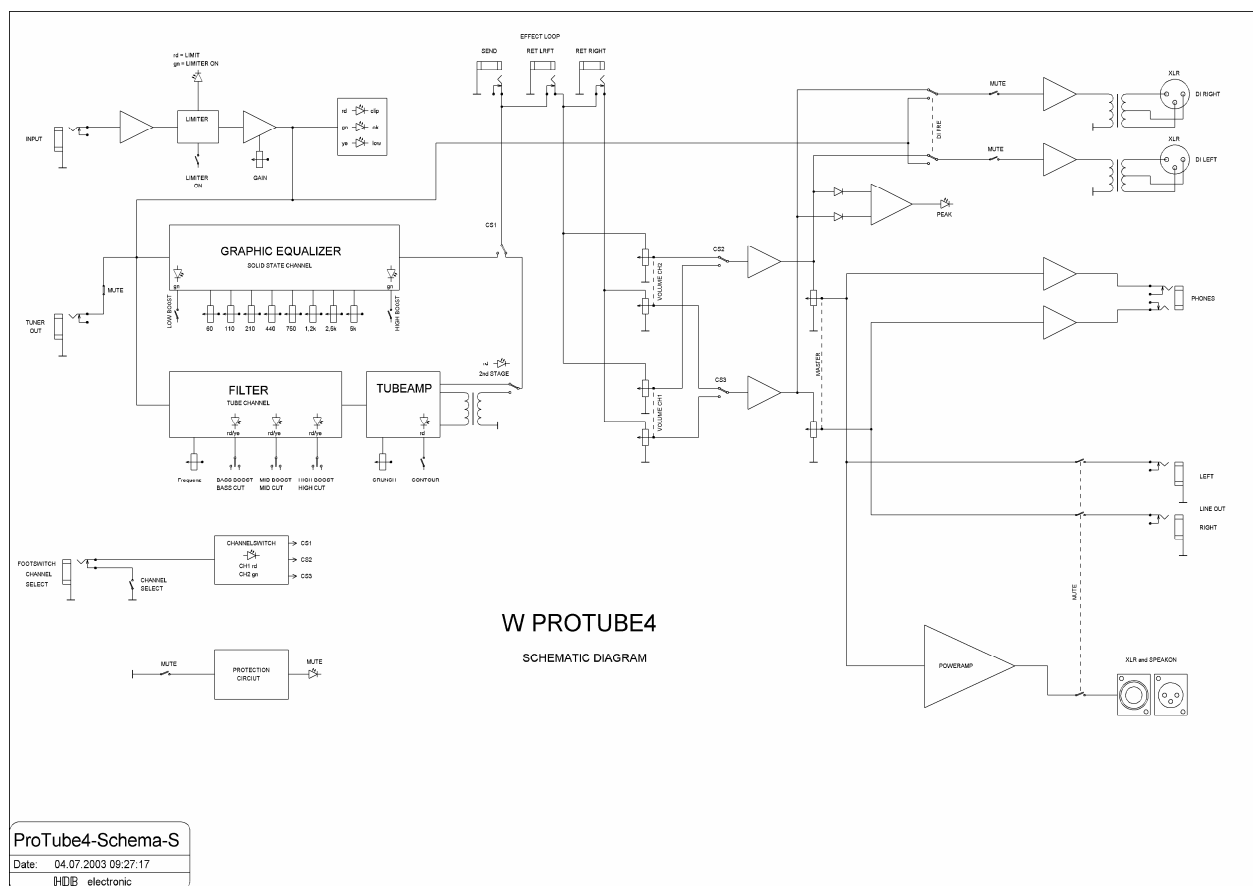 EFFECT LOOP
SEND
RET LRFT
RET RIGHT
rd = LIMIT
gn = LIMITER ON
INPUT
LIMITER
LIMITER
ON
GAIN
rd
clip
gn
ye
low
MUTE
DI PRE
XLR
DI RIGHT
MUTE
XLR
DI LEFT
PEAK
CS1
GRAPHIC EQUALIZER
SOLID STATE CHANNEL
gn
gn
LOW BOOST
60
110
210
440
750
1,2k
2,5k
5k
HIGH BOOST
MUTE
TUNER
OUT
VOLUME CH2
CS2
PHONES
MASTER
2nd STAGE
FILTER
TUBE CHANNEL
rd/ye
rd/ye
rd/ye
TUBEAMP
rd
VOLUME CH1
CS3
BASS BOOST
BASS CUT
MID BOOST
MID CUT
HIGH BOOST
HIGH CUT
CRUNCH
CONTOUR
LEFT
LINE OUT
RIGHT
FOOTSWITCH
CHANNEL
SELECT
CHANNEL
SELECT
CHANNELSWITCH
CH1 rd
CH2 gn
CS1
CS2
CS3
MUTE
W PROTUBE4
SCHEMATIC DIAGRAM
MUTE
PROTECTION
CIRCIUT
MUTE
POWERAMP
XLR and SPEAKON
ProTube4-Schema-S
Date: 04.07.2003 09:27:17
HDB electronic